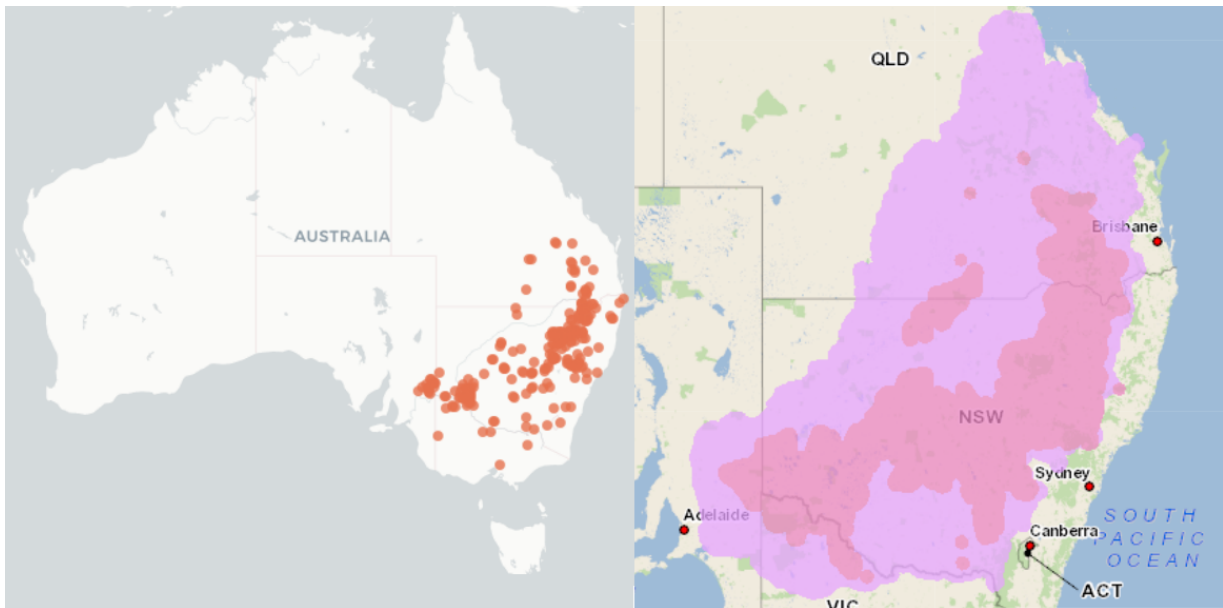 AUSTRALIA
QLD
Brisbane
NSW
Sydney
Adelaide
Canberra
SOUTH
PACIFIC
OCEAN
ACT
VIC